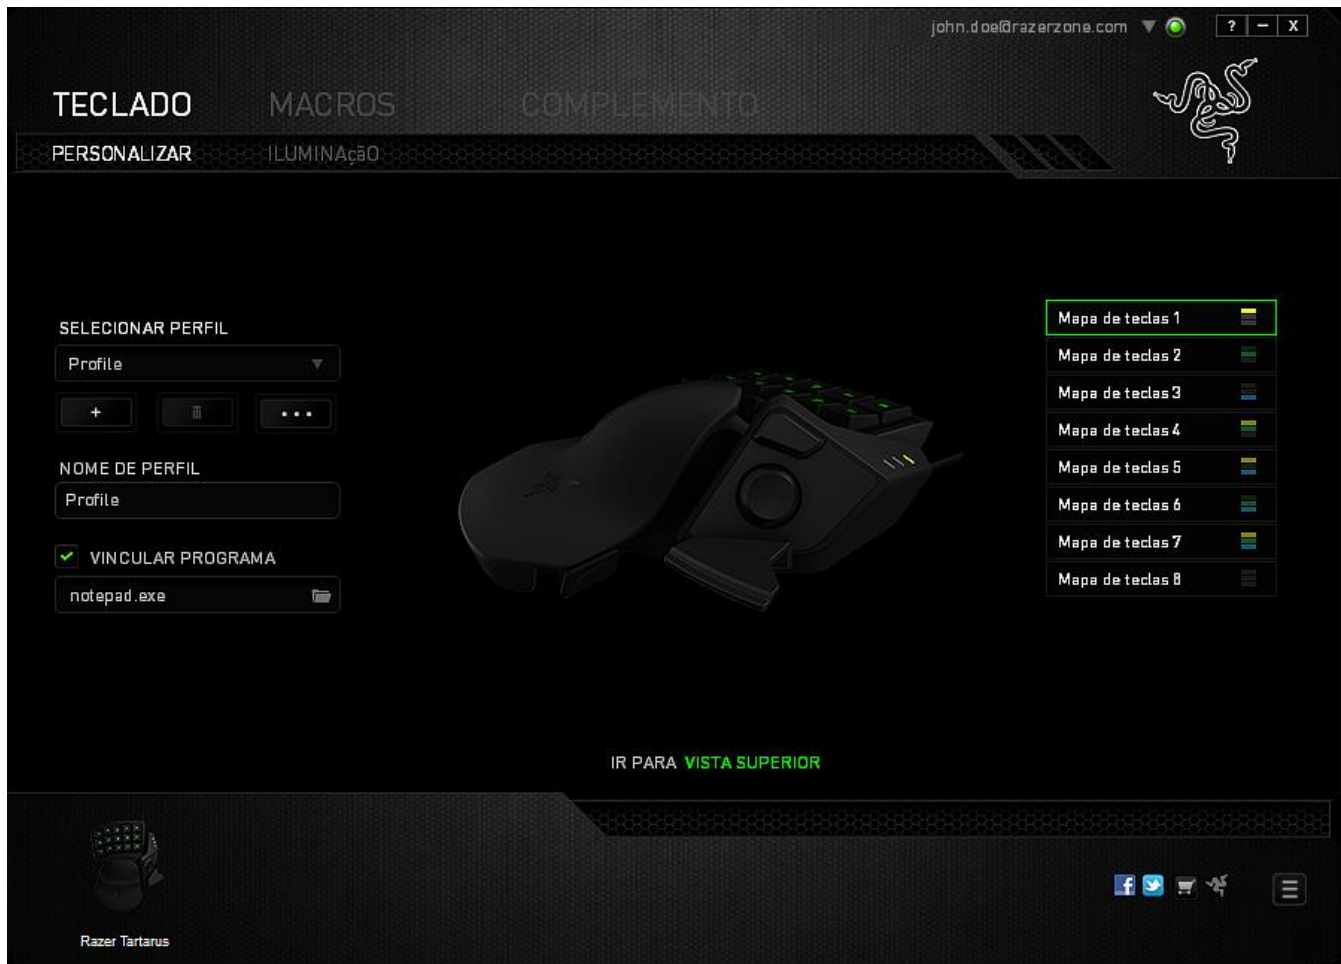 john.doe@razerzone.com
? – X
TECLADO MACROS COMPLEMENTO
PERSONALIZAR ILUMINAçãO
SELECIONAR PERFIL
Profile
+ •••
NOME DE PERFIL
Profile
VINCULAR PROGRAMA
notepad.exe
Mapa de teclas 1
Mapa de teclas 2
Mapa de teclas 3
Mapa de teclas 4
Mapa de teclas 5
Mapa de teclas 6
Mapa de teclas 7
Mapa de teclas 8
IR PARA VISTA SUPERIOR
Razer Tartarus